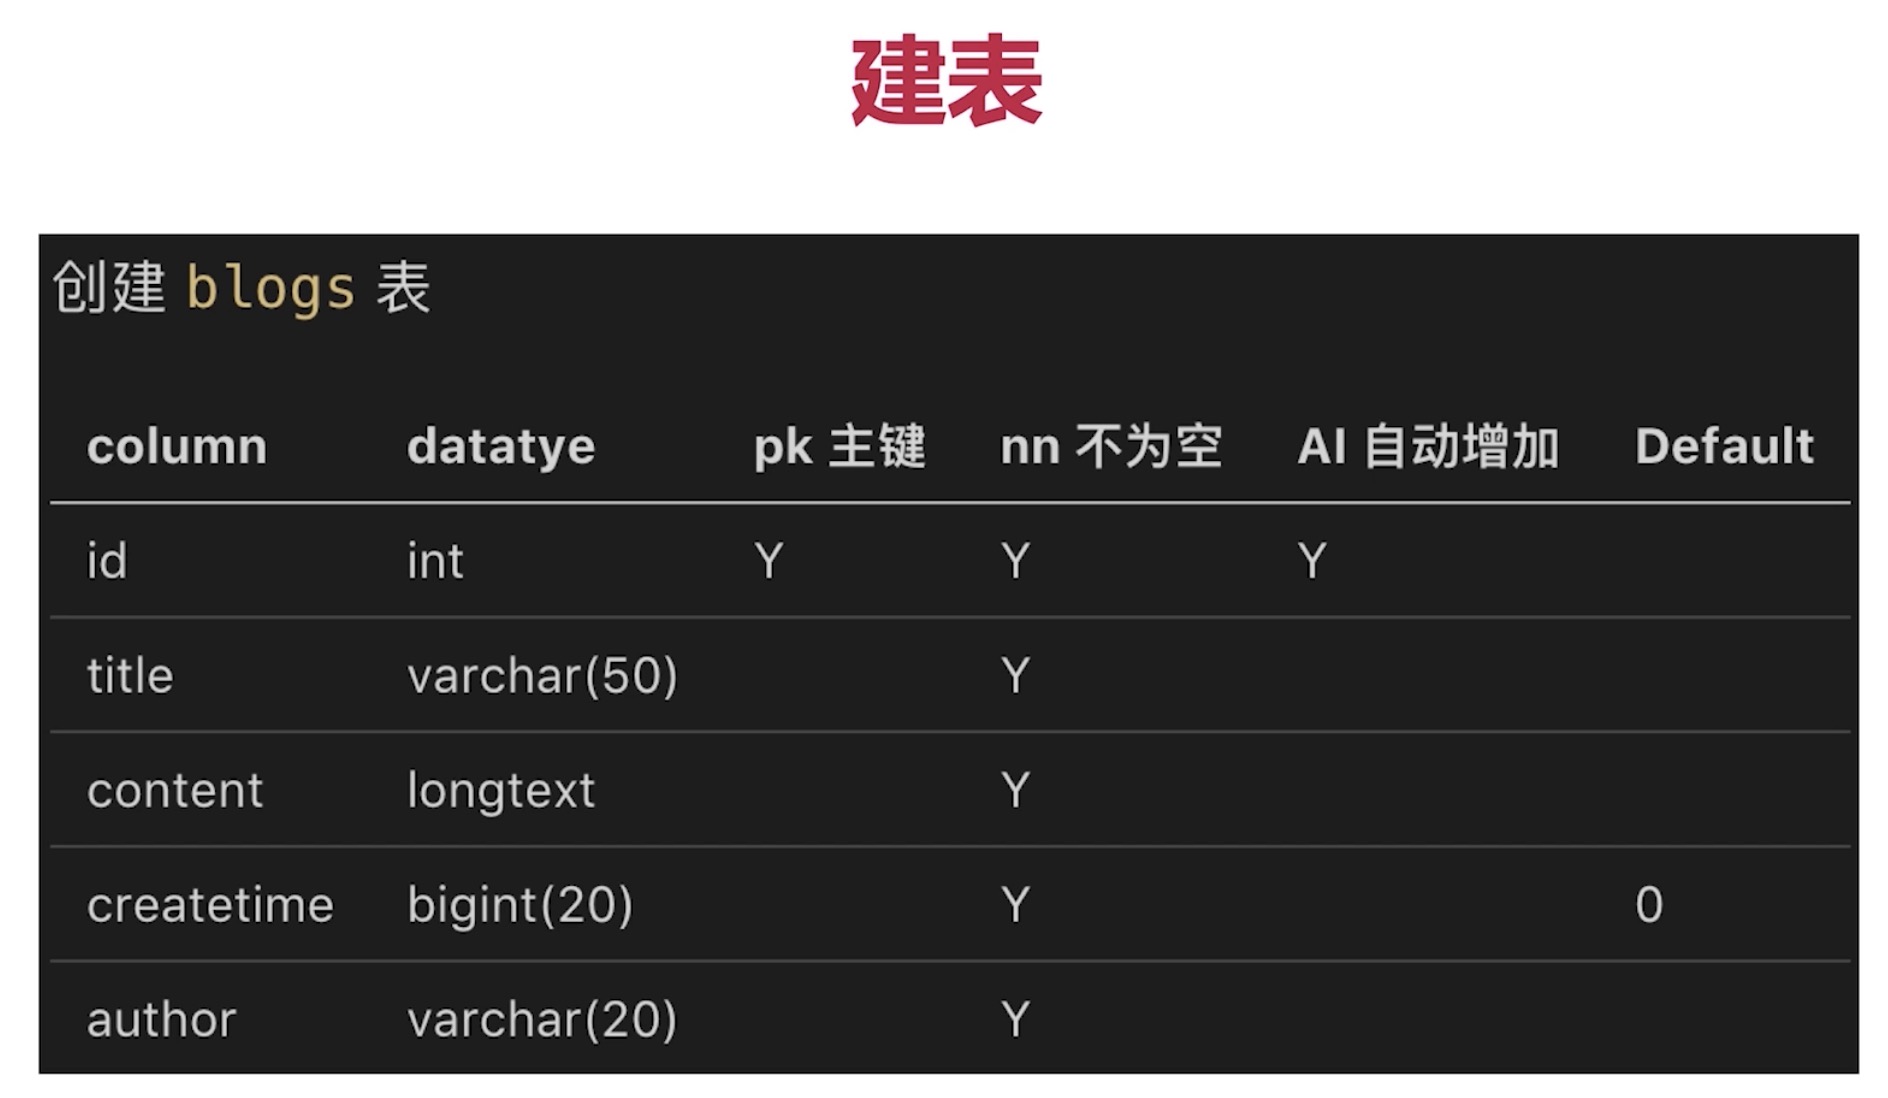 建表
创建 blogs 表
column datatye pk 主键 nn 不为空 AI 自动增加 Default
id int Y Y Y
title varchar(50) Y
content longtext Y
createtime bigint(20) Y 0
author varchar(20) Y